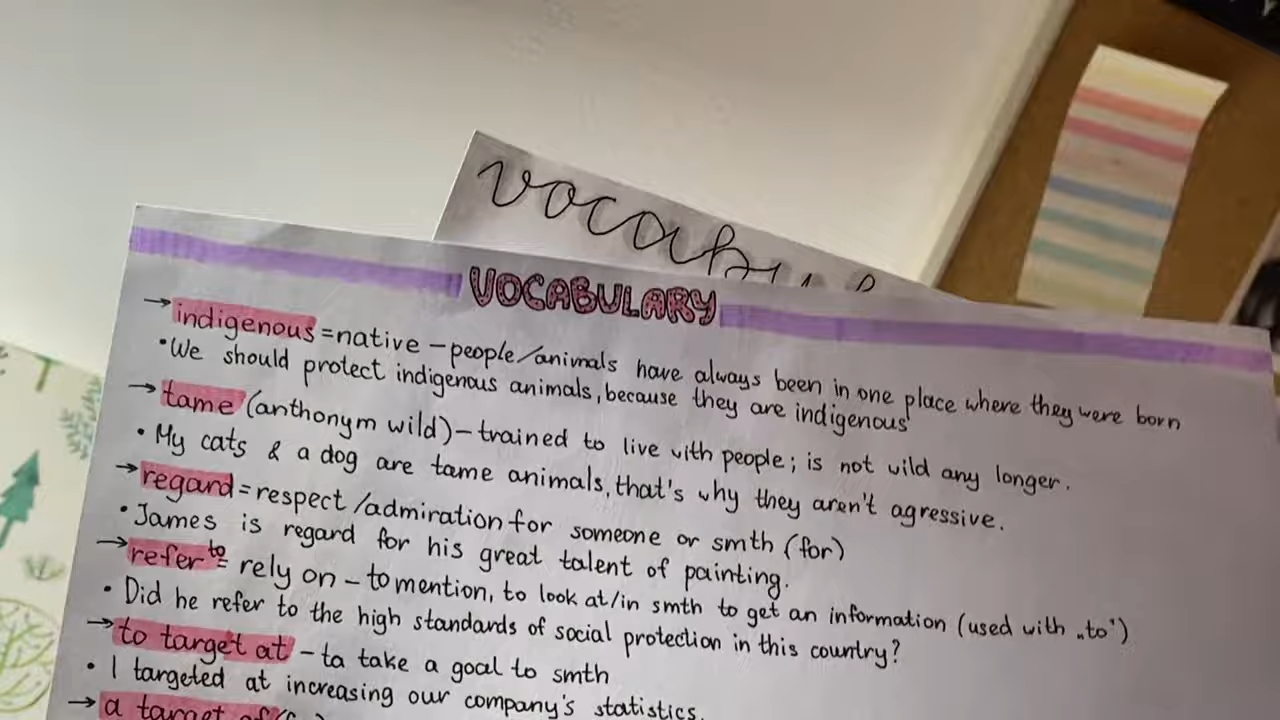 vocabul
VOCABULARY
→ indigenous = native – people/animals have always been in one place where they were born
• We should protect indigenous animals, because they are indigenous
→ tame (anthonym wild) – trained to live with people; is not wild any longer.
• My cats & a dog are tame animals, that's why they aren't agressive.
→ regard = respect/admiration for someone or smth (for)
• James is regard for his great talent of painting.
→ refer to = rely on – to mention, to look at/in smth to get an information (used with „to")
• Did he refer to the high standards of social protection in this country?
→ to target at – to take a goal to smth
• I targeted at increasing our company's statistics.
→ a target of